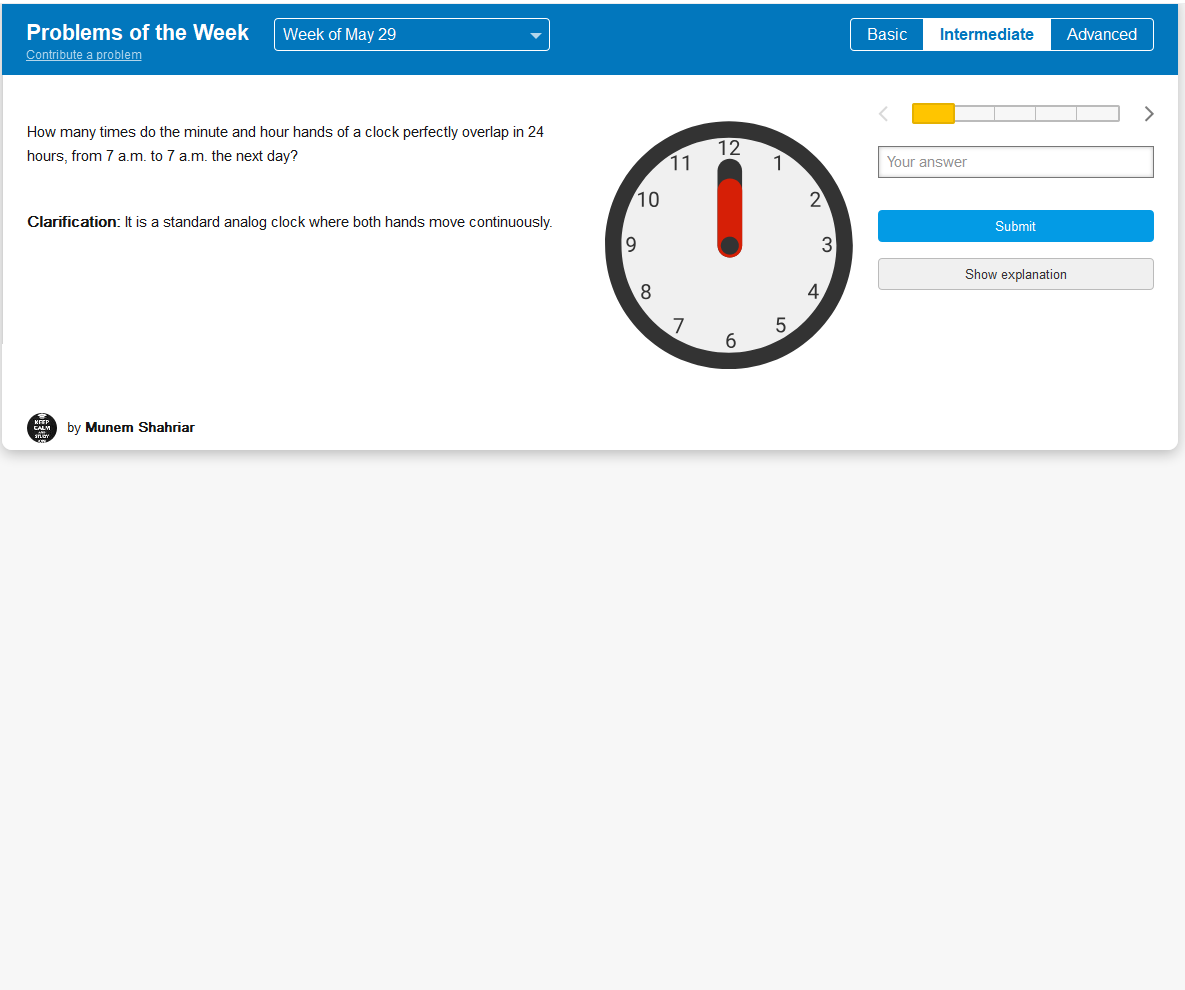 Problems of the Week
Contribute a problem
Week of May 29
Basic
Intermediate
Advanced
How many times do the minute and hour hands of a clock perfectly overlap in 24
hours, from 7 a.m. to 7 a.m. the next day?
Clarification: It is a standard analog clock where both hands move continuously.
12
1
2
3
4
5
6
7
8
9
10
11
Your answer
Submit
Show explanation
KEEP
CALM
AND
STUDY
by Munem Shahriar